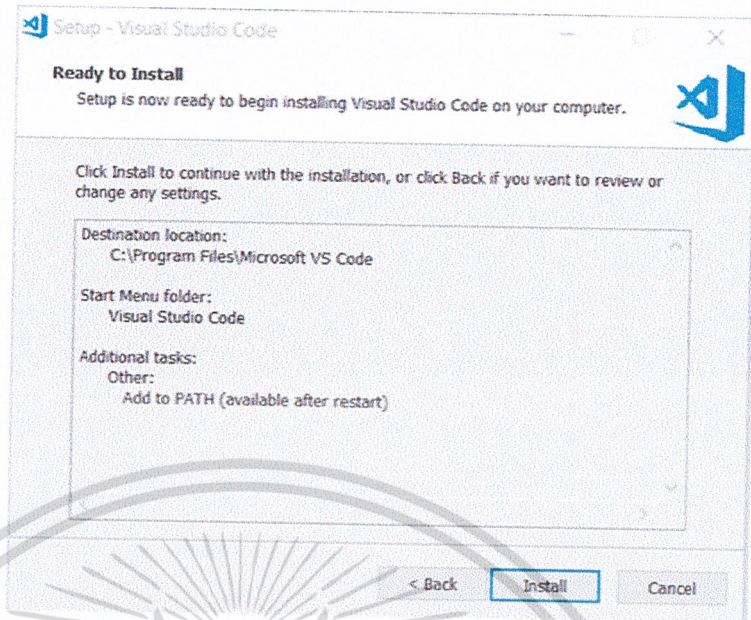 Setup - Visual Studio Code
Ready to Install
Setup is now ready to begin installing Visual Studio Code on your computer.
Click Install to continue with the installation, or click Back if you want to review or
change any settings.
Destination location:
C:\Program Files\Microsoft VS Code
Start Menu folder:
Visual Studio Code
Additional tasks:
Other:
Add to PATH (available after restart)
< Back
Install
Cancel